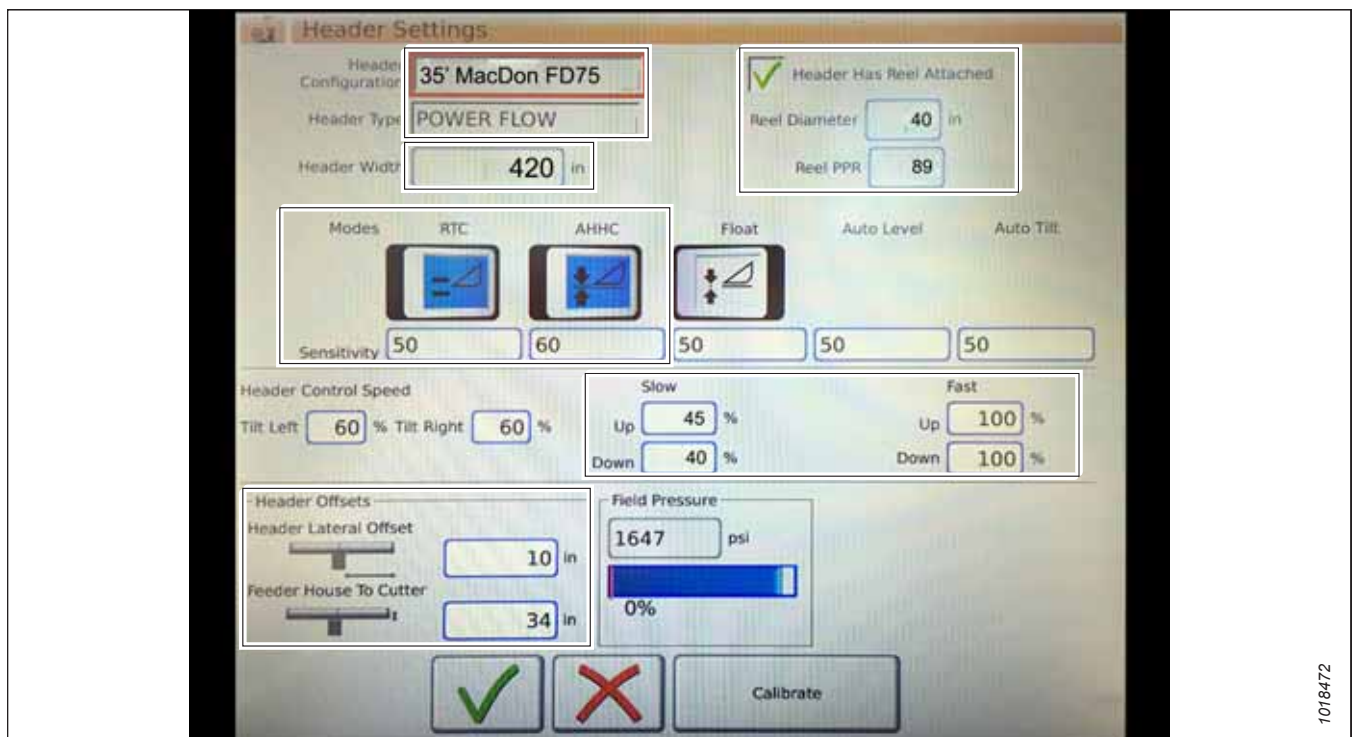 Header Settings
Header Configuration 35' MacDon FD75
Header Type POWER FLOW
Header Width 420 in
Header Has Reel Attached
Reel Diameter 40 in
Reel PPR 89
Modes RTC AHHC Float Auto Level Auto Tilt
Sensitivity 50 60 50 50 50
Header Control Speed
Tilt Left 60 % Tilt Right 60 %
Slow Fast
Up 45 % Up 100 %
Down 40 % Down 100 %
Header Offsets
Header Lateral Offset
10 in
Feeder House To Cutter
34 in
Field Pressure
1647 psi
0%
Calibrate
1018472